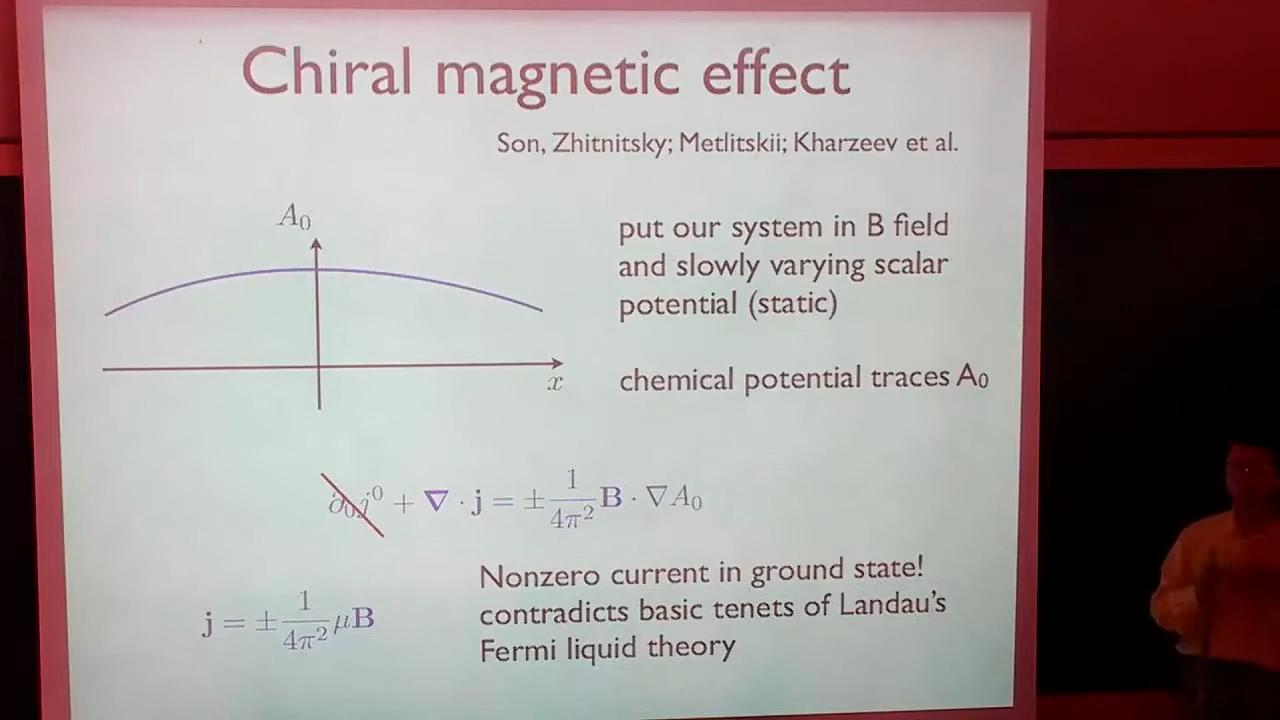 Chiral magnetic effect
Son, Zhitnitsky; Metlitskii; Kharzeev et al.
A₀
x
put our system in B field
and slowly varying scalar
potential (static)
chemical potential traces A₀
∂₀j⁰ + ∇ · j = ± 1/4π² B · ∇A₀
j = ± 1/4π² μB
Nonzero current in ground state!
contradicts basic tenets of Landau's
Fermi liquid theory